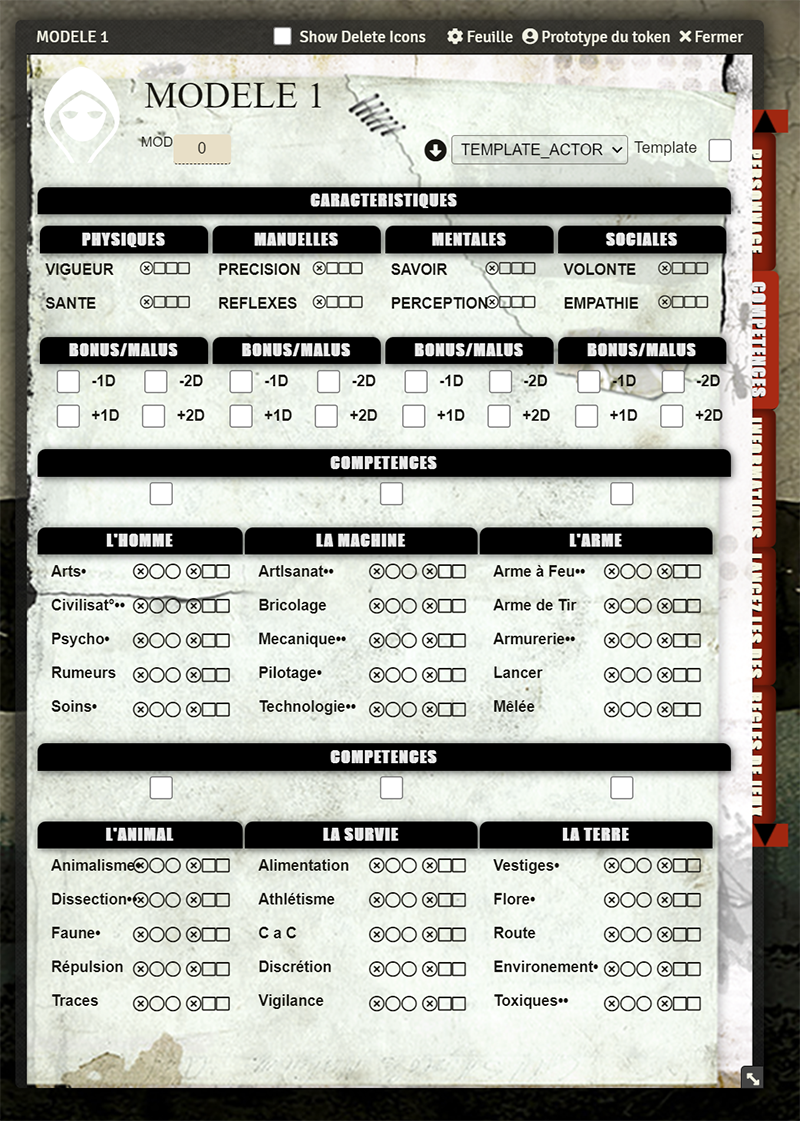 MODELE 1 Show Delete Icons Feuille Prototype du token Fermer
MODELE 1
MOD 0 TEMPLATE_ACTOR Template
CARACTERISTIQUES
PHYSIQUES MANUELLES MENTALES SOCIALES
VIGUEUR PRECISION SAVOIR VOLONTE
SANTE REFLEXES PERCEPTION EMPATHIE
BONUS/MALUS BONUS/MALUS BONUS/MALUS BONUS/MALUS
-1D -2D -1D -2D -1D -2D -1D -2D
+1D +2D +1D +2D +1D +2D +1D +2D
COMPETENCES
L'HOMME LA MACHINE L'ARME
Arts• ArtIsanat•• Arme à Feu••
Civilisat°•• Bricolage Arme de Tir
Psycho• Mecanique•• Armurerie••
Rumeurs Pilotage• Lancer
Soins• Technologie•• Mêlée
COMPETENCES
L'ANIMAL LA SURVIE LA TERRE
Animalisme• Alimentation Vestiges•
Dissection•• Athlétisme Flore•
Faune• C a C Route
Répulsion Discrétion Environement•
Traces Vigilance Toxiques••
PERSONNAGE
COMPETENCES
INFORMATIONS
LANCEZ LES DES
REGLES DE JEU